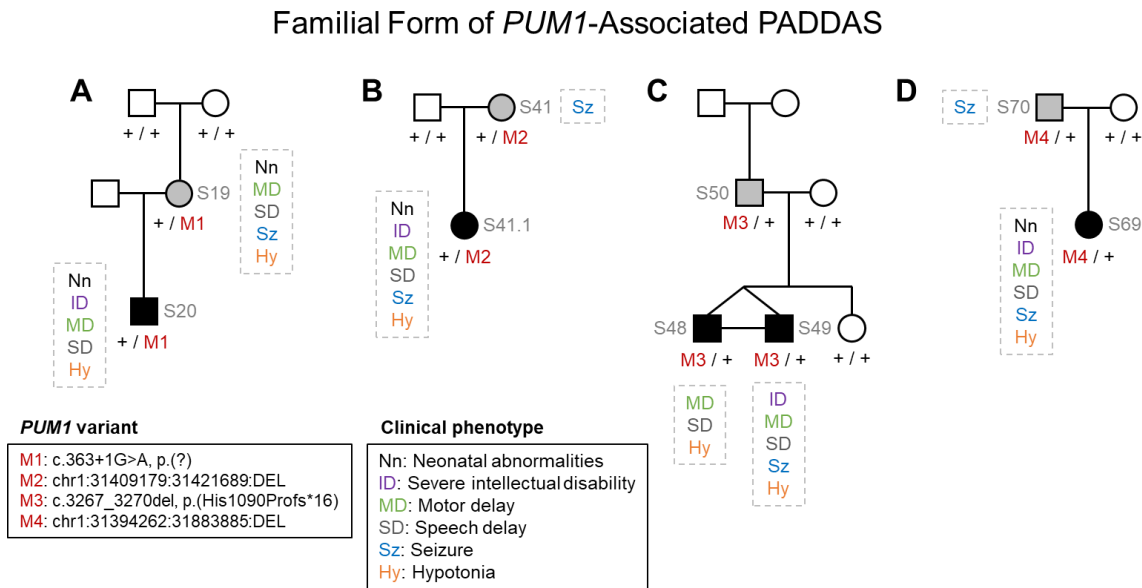 Familial Form of PUM1-Associated PADDAS
A
+ / +
+ / +
S19
+ / M1
Nn
MD
SD
Sz
Hy
Nn
ID
MD
SD
Hy
S20
+ / M1
B
S41
Sz
+ / +
+ / M2
Nn
ID
MD
SD
Sz
Hy
S41.1
+ / M2
C
S50
M3 / +
+ / +
S48
S49
M3 / +
M3 / +
+ / +
MD
SD
Hy
ID
MD
SD
Sz
Hy
D
Sz
S70
M4 / +
+ / +
Nn
ID
MD
SD
Sz
Hy
S69
M4 / +
PUM1 variant
M1: c.363+1G>A, p.(?)
M2: chr1:31409179:31421689:DEL
M3: c.3267_3270del, p.(His1090Profs*16)
M4: chr1:31394262:31883885:DEL
Clinical phenotype
Nn: Neonatal abnormalities
ID: Severe intellectual disability
MD: Motor delay
SD: Speech delay
Sz: Seizure
Hy: Hypotonia